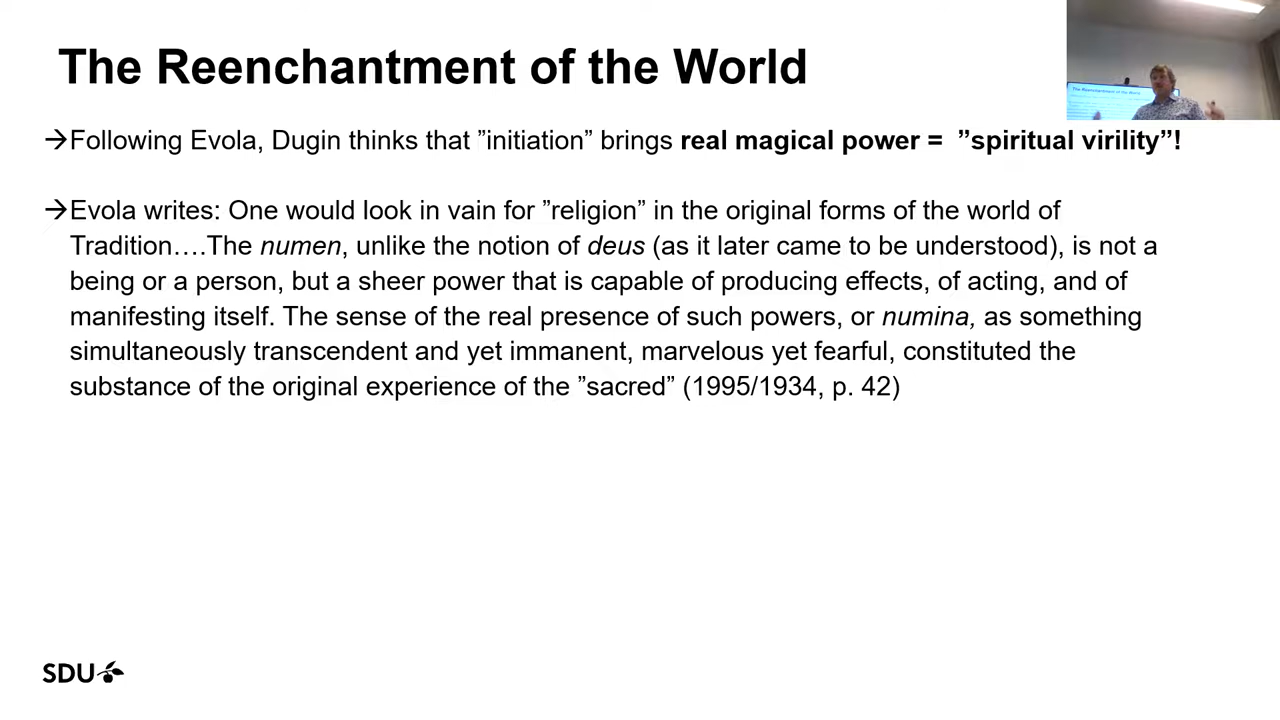 The Reenchantment of the World
→Following Evola, Dugin thinks that ”initiation” brings real magical power = ”spiritual virility”!
→Evola writes: One would look in vain for ”religion” in the original forms of the world of
Tradition….The numen, unlike the notion of deus (as it later came to be understood), is not a
being or a person, but a sheer power that is capable of producing effects, of acting, and of
manifesting itself. The sense of the real presence of such powers, or numina, as something
simultaneously transcendent and yet immanent, marvelous yet fearful, constituted the
substance of the original experience of the ”sacred” (1995/1934, p. 42)
SDU
The Reenchantment of the World